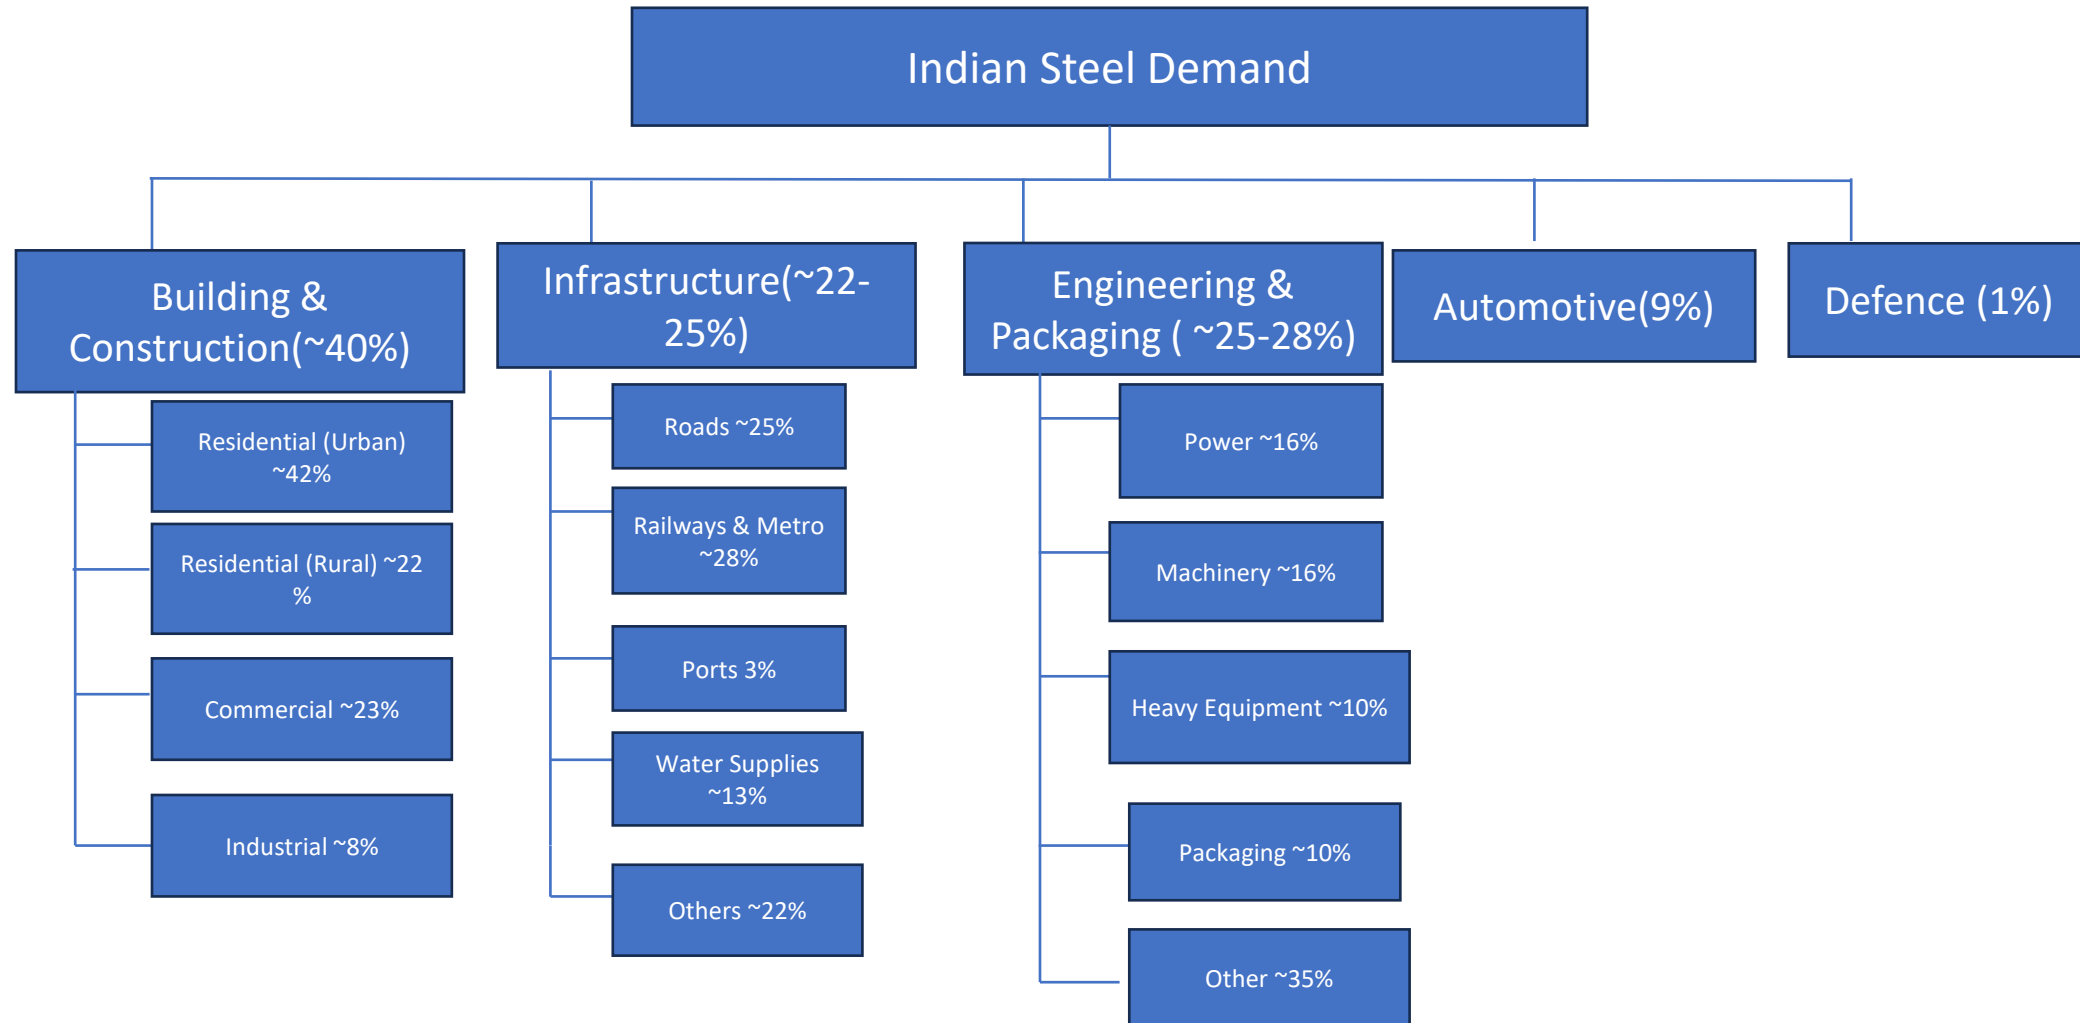 Indian Steel Demand
Building &
Construction(~40%)
Residential (Urban)
~42%
Residential (Rural) ~22
%
Commercial ~23%
Industrial ~8%
Infrastructure(~22-
25%)
Roads ~25%
Railways & Metro
~28%
Ports 3%
Water Supplies
~13%
Others ~22%
Engineering &
Packaging ( ~25-28%)
Power ~16%
Machinery ~16%
Heavy Equipment ~10%
Packaging ~10%
Other ~35%
Automotive(9%)
Defence (1%)